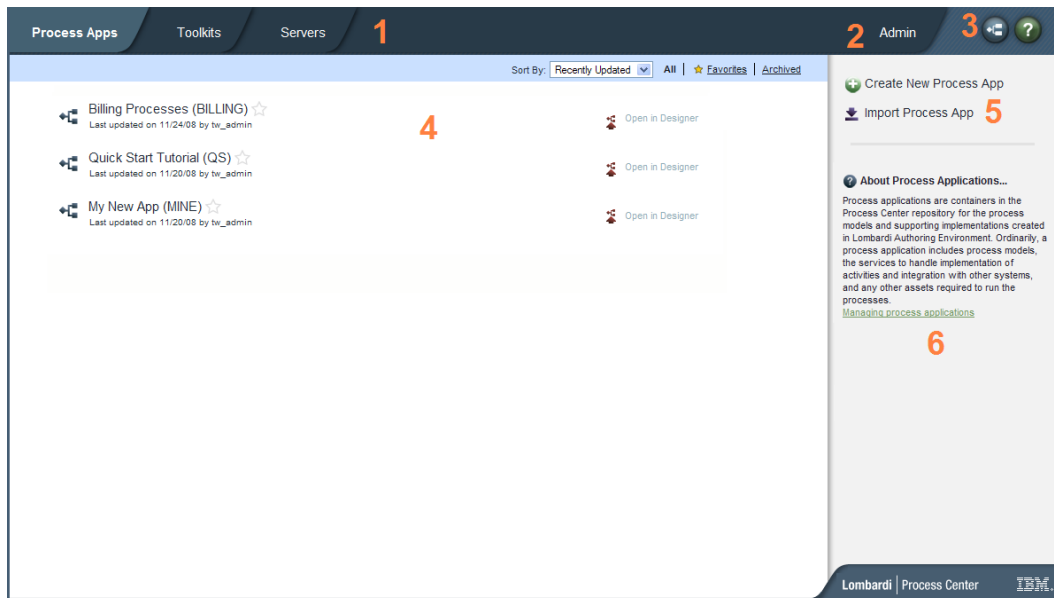 Process Apps Toolkits Servers 1 2 Admin 3 ?
Sort By: Recently Updated All | Favorites | Archived
Billing Processes (BILLING)
Last updated on 11/24/08 by tw_admin
Open in Designer
4
Quick Start Tutorial (QS)
Last updated on 11/20/08 by tw_admin
Open in Designer
My New App (MINE)
Last updated on 11/20/08 by tw_admin
Open in Designer
Create New Process App
Import Process App 5
? About Process Applications...
Process applications are containers in the
Process Center repository for the process
models and supporting implementations created
in Lombardi Authoring Environment. Ordinarily, a
process application includes process models,
the services to handle implementation of
activities and integration with other systems,
and any other assets required to run the
processes.
Managing process applications
6
Lombardi | Process Center IBM.